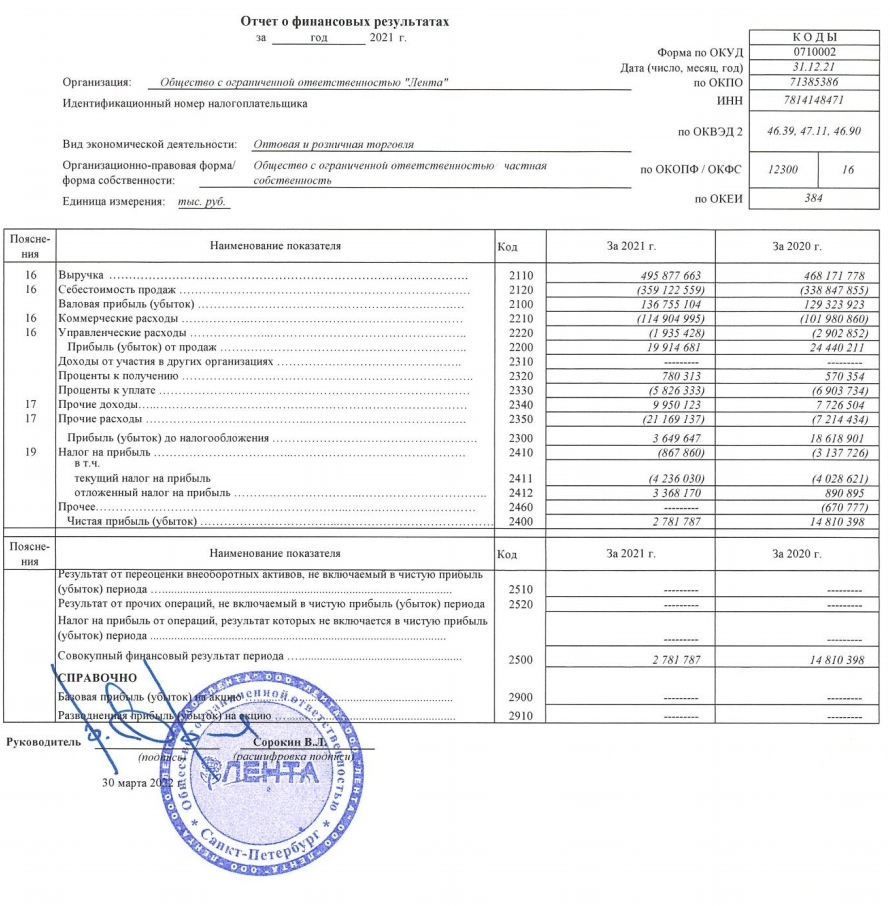 Отчет о финансовых результатах
за год 2021 г.
КОДЫ
Форма по ОКУД 0710002
Дата (число, месяц, год) 31.12.21
Организация: Общество с ограниченной ответственностью "Лента" по ОКПО 71385386
Идентификационный номер налогоплательщика ИНН 7814148471
Вид экономической деятельности: Оптовая и розничная торговля по ОКВЭД 2 46.39, 47.11, 46.90
Организационно-правовая форма/ Общество с ограниченной ответственностью частная
форма собственности: собственность по ОКОПФ / ОКФС 12300 16
Единица измерения: тыс. руб. по ОКЕИ 384
Поясне-
ния Наименование показателя Код За 2021 г. За 2020 г.
16 Выручка 2110 495 877 663 468 171 778
16 Себестоимость продаж 2120 (359 122 559) (338 847 855)
Валовая прибыль (убыток) 2100 136 755 104 129 323 923
16 Коммерческие расходы 2210 (114 904 995) (101 980 860)
16 Управленческие расходы 2220 (1 935 428) (2 902 852)
Прибыль (убыток) от продаж 2200 19 914 681 24 440 211
Доходы от участия в других организациях 2310 --------- ---------
Проценты к получению 2320 780 313 570 354
Проценты к уплате 2330 (5 826 333) (6 903 734)
17 Прочие доходы 2340 9 950 123 7 726 504
17 Прочие расходы 2350 (21 169 137) (7 214 434)
Прибыль (убыток) до налогообложения 2300 3 649 647 18 618 901
19 Налог на прибыль 2410 (867 860) (3 137 726)
в т.ч.
текущий налог на прибыль 2411 (4 236 030) (4 028 621)
отложенный налог на прибыль 2412 3 368 170 890 895
Прочее 2460 --------- (670 777)
Чистая прибыль (убыток) 2400 2 781 787 14 810 398
Поясне-
ния Наименование показателя Код За 2021 г. За 2020 г.
Результат от переоценки внеоборотных активов, не включаемый в чистую прибыль
(убыток) периода 2510 --------- ---------
Результат от прочих операций, не включаемый в чистую прибыль (убыток) периода 2520 --------- ---------
Налог на прибыль от операций, результат которых не включается в чистую прибыль
(убыток) периода --------- ---------
Совокупный финансовый результат периода 2500 2 781 787 14 810 398
СПРАВОЧНО
Базовая прибыль (убыток) на акцию 2900 --------- ---------
Разводненная прибыль (убыток) на акцию 2910 --------- ---------
Руководитель Сорокин В.Л.
(подпись) (расшифровка подписи)
30 марта 2022 г.
Общество с ограниченной ответственностью
ЛЕНТА
* Санкт-Петербург *